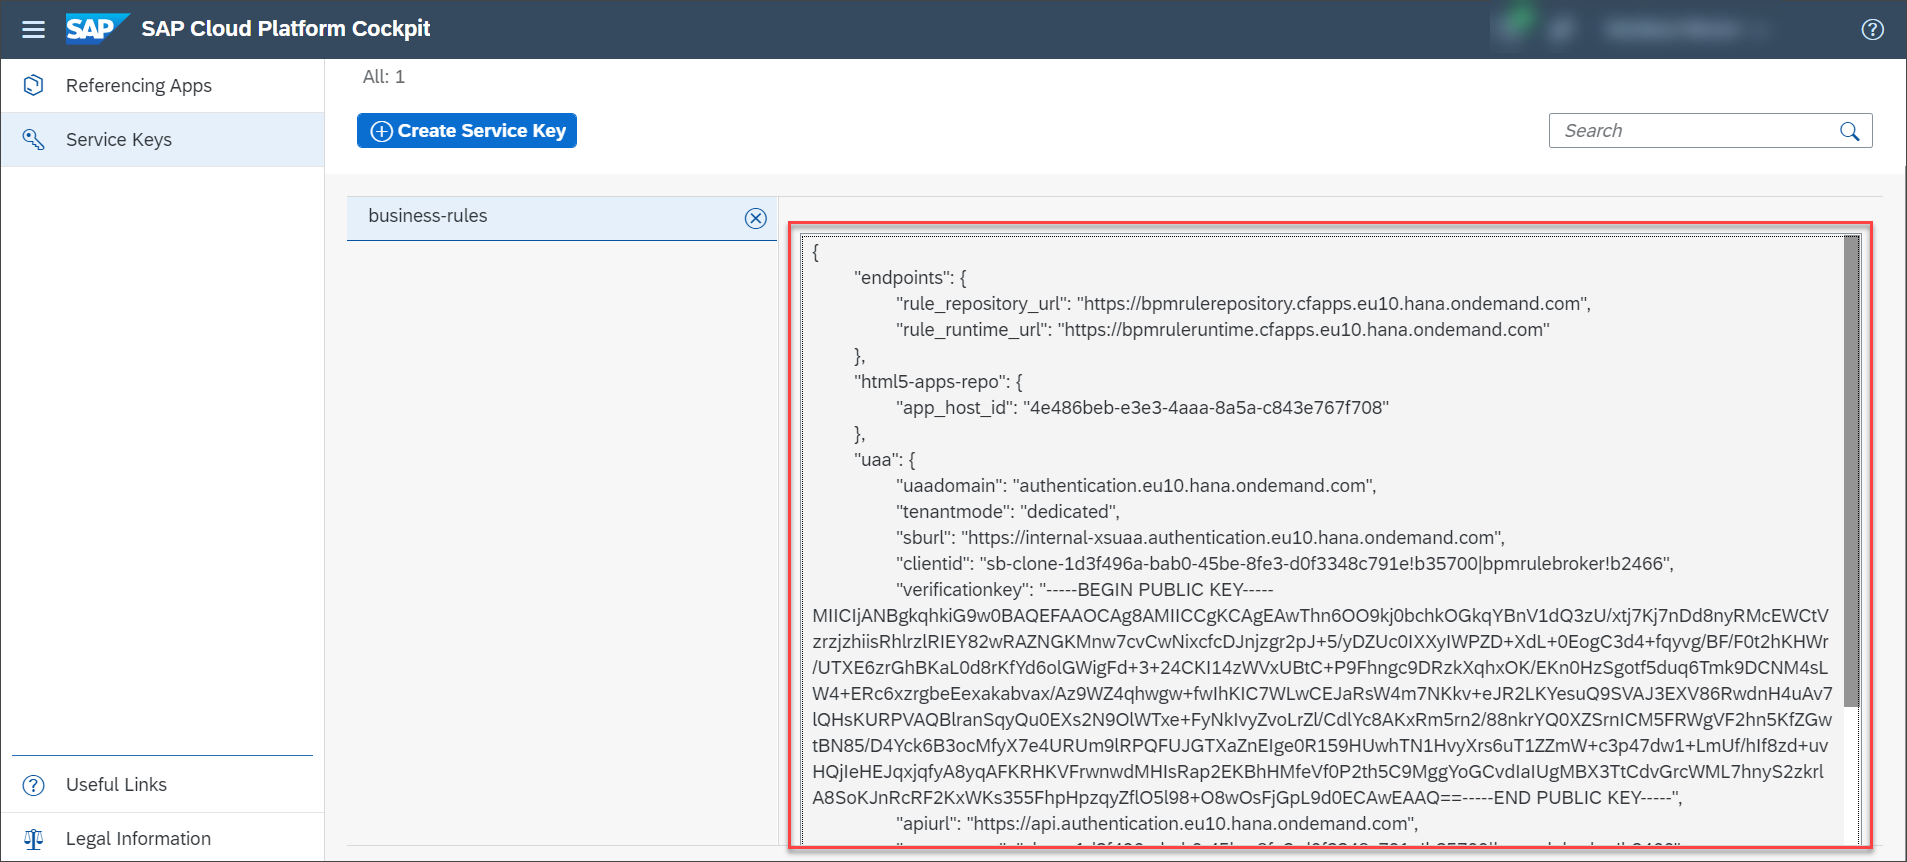 SAP SAP Cloud Platform Cockpit
Referencing Apps
Service Keys
Useful Links
Legal Information
All: 1
Create Service Key
Search
business-rules
{
"endpoints": {
"rule_repository_url": "https://bpmrulerepository.cfapps.eu10.hana.ondemand.com",
"rule_runtime_url": "https://bpmruleruntime.cfapps.eu10.hana.ondemand.com"
},
"html5-apps-repo": {
"app_host_id": "4e486beb-e3e3-4aaa-8a5a-c843e767f708"
},
"uaa": {
"uaadomain": "authentication.eu10.hana.ondemand.com",
"tenantmode": "dedicated",
"sburl": "https://internal-xsuaa.authentication.eu10.hana.ondemand.com",
"clientid": "sb-clone-1d3f496a-bab0-45be-8fe3-d0f3348c791e!b35700|bpmrulebroker!b2466",
"verificationkey": "-----BEGIN PUBLIC KEY-----
MIICIjANBgkqhkiG9w0BAQEFAAOCAg8AMIICCgKCAgEAwThn6OO9kj0bchkOGkqYBnV1dQ3zU/xtj7Kj7nDd8nyRMcEWCtV
zrzjzhiisRhlrzlRIEY82wRAZNGKMnw7cvCwNixcfcDJnjzgr2pJ+5/yDZUc0IXXyIWPZD+XdL+0EogC3d4+fqyvg/BF/F0t2hKHWr
/UTXE6zrGhBKaL0d8rKfYd6olGWigFd+3+24CKI14zWVxUBtC+P9Fhngc9DRzkXqhxOK/EKn0HzSgotf5duq6Tmk9DCNM4sL
W4+ERc6xzrgbeEexakabvax/Az9WZ4qhwgw+fwIhKIC7WLwCEJaRsW4m7NKkv+eJR2LKYesuQ9SVAJ3EXV86RwdnH4uAv7
lQHsKURPVAQBlranSqyQu0EXs2N9OlWTxe+FyNkIvyZvoLrZl/CdlYc8AKxRm5rn2/88nkrYQ0XZSrnICM5FRWgVF2hn5KfZGw
tBN85/D4Yck6B3ocMfyX7e4URUm9lRPQFUJGTXaZnEIge0R159HUwhTN1HvyXrs6uT1ZZmW+c3p47dw1+LmUf/hIf8zd+uv
HQjIeHEJqxjqfyA8yqAFKRHKVFrwnwdMHIsRap2EKBhHMfeVf0P2th5C9MggYoGCvdIaIUgMBX3TtCdvGrcWML7hnyS2zkrl
A8SoKJnRcRF2KxWKs355FhpHpzqyZflO5l98+O8wOsFjGpL9d0ECAwEAAQ==-----END PUBLIC KEY-----",
"apiurl": "https://api.authentication.eu10.hana.ondemand.com",